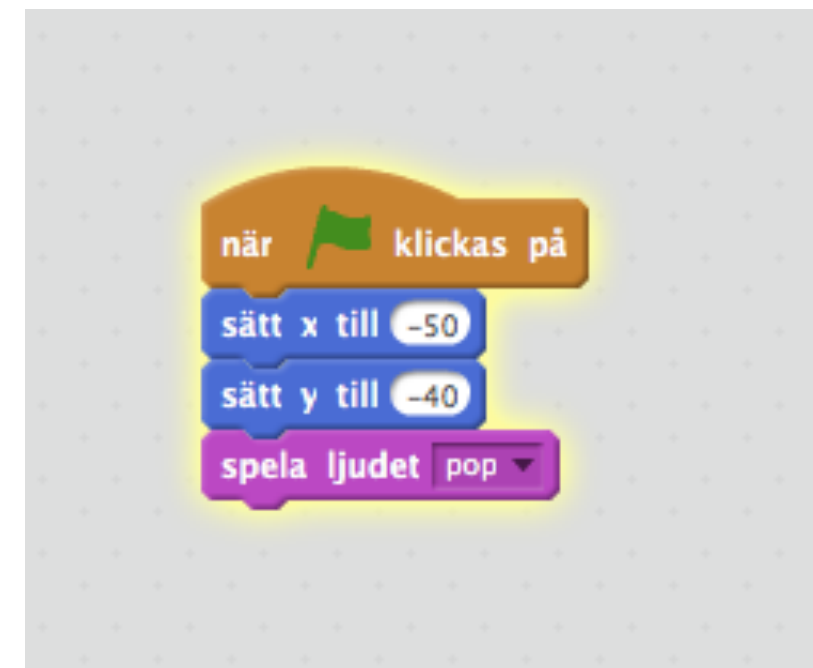 när klickas på
sätt x till -50
sätt y till -40
spela ljudet pop